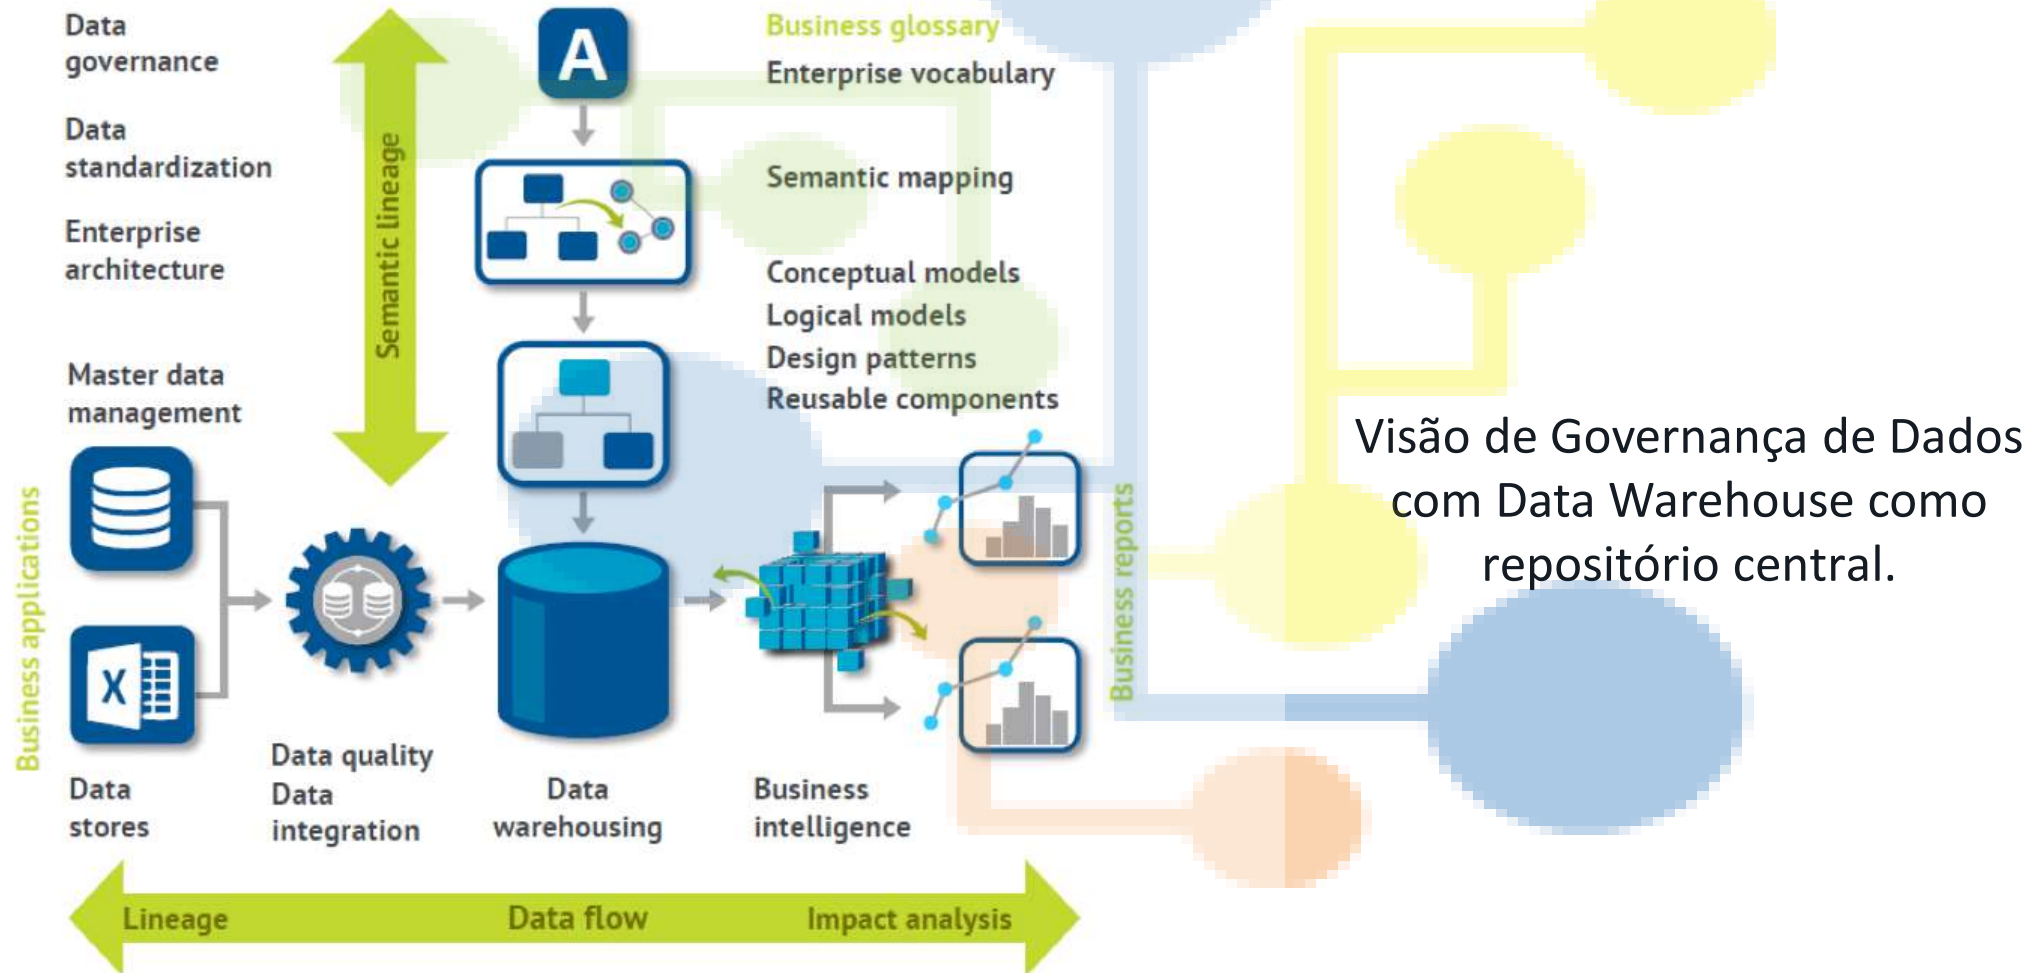 Data
governance
Data
standardization
Enterprise
architecture
Master data
management
Semantic lineage
A
Business glossary
Enterprise vocabulary
Semantic mapping
Conceptual models
Logical models
Design patterns
Reusable components
Business applications
X
Data
stores
Data quality
Data
integration
Data
warehousing
Business
intelligence
Business reports
Lineage
Data flow
Impact analysis
Visão de Governança de Dados
com Data Warehouse como
repositório central.